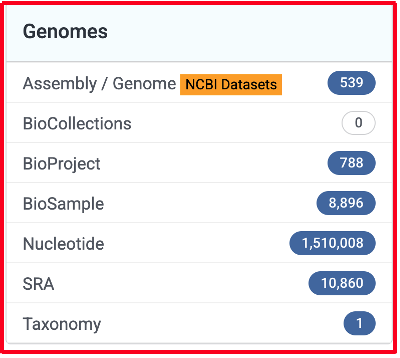 Genomes
Assembly / Genome NCBI Datasets 539
BioCollections 0
BioProject 788
BioSample 8,896
Nucleotide 1,510,008
SRA 10,860
Taxonomy 1